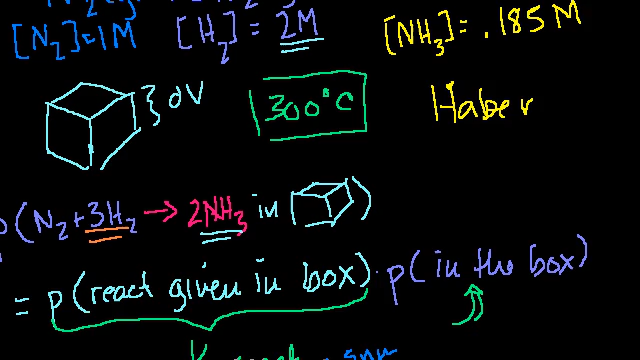 [N₂]=1M [H₂]=2M [NH₃]=.185 M
dV 300°C Haber
p(N₂+3H₂ → 2NH₃ in )
= p(react given in box)· p( in the box)